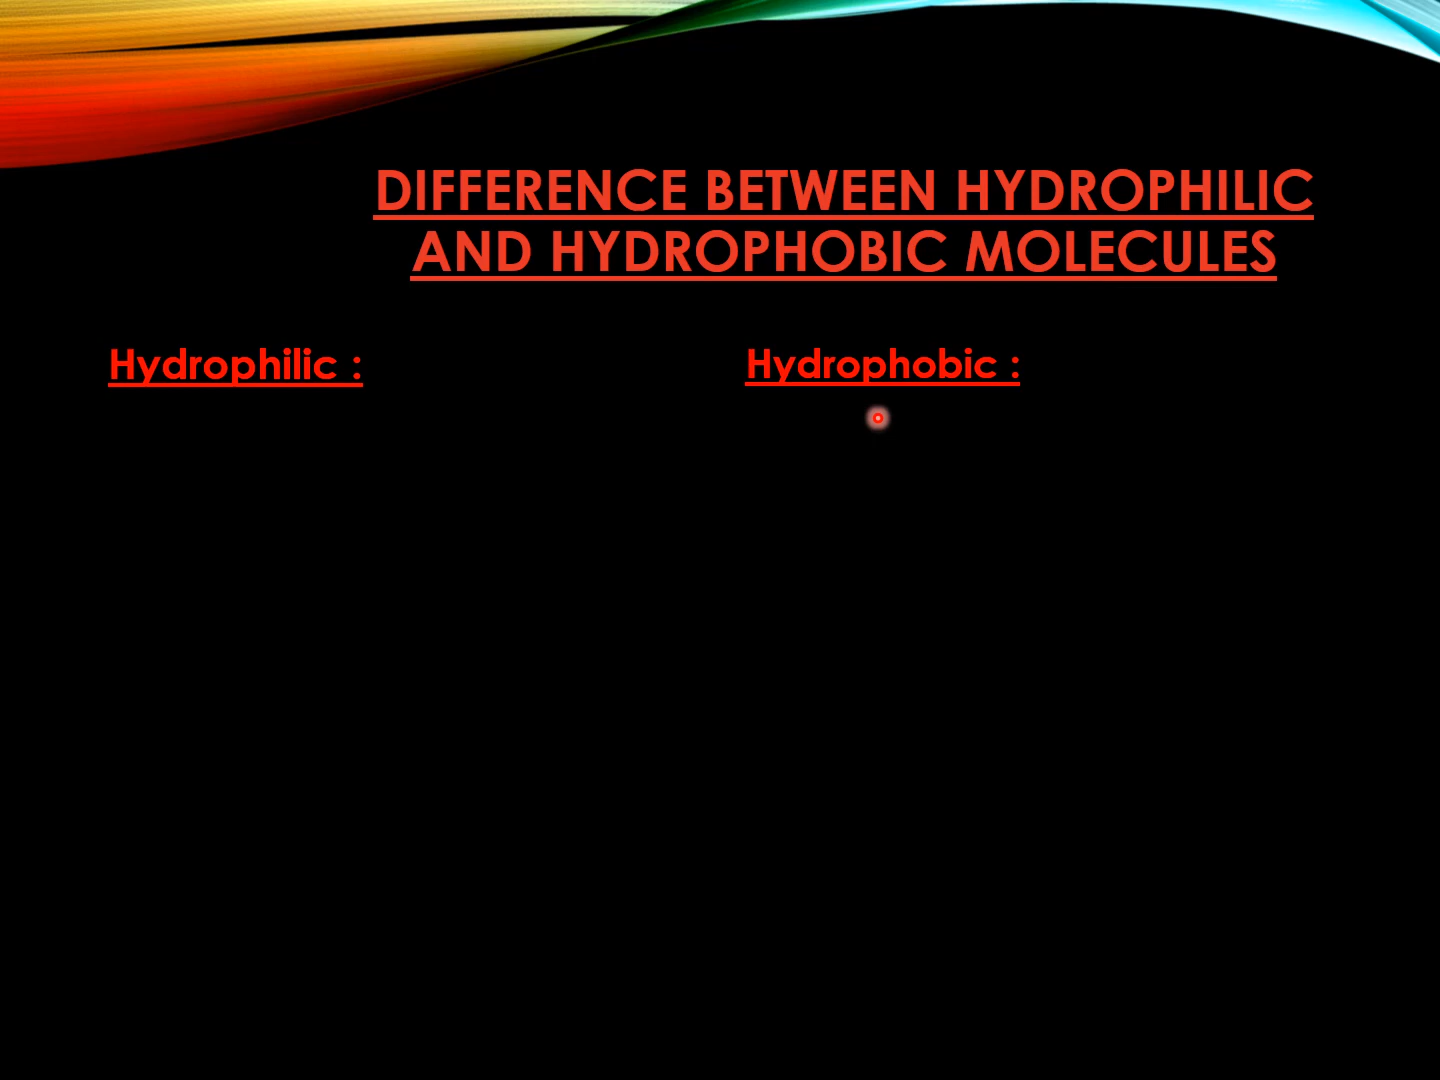 DIFFERENCE BETWEEN HYDROPHILIC
AND HYDROPHOBIC MOLECULES
Hydrophilic :
Hydrophobic :